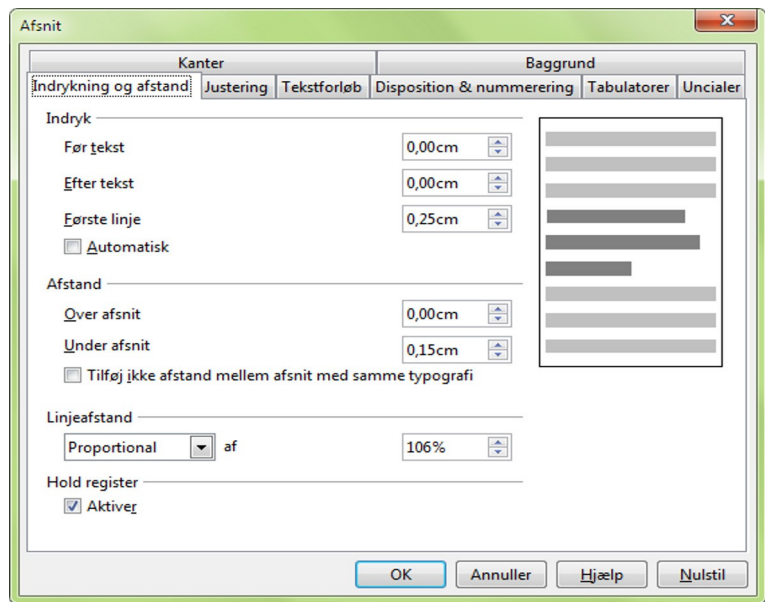 Afsnit
Kanter Baggrund
Indrykning og afstand Justering Tekstforløb Disposition & nummerering Tabulatorer Uncialer
Indryk
Før tekst 0,00cm
Efter tekst 0,00cm
Første linje 0,25cm
Automatisk
Afstand
Over afsnit 0,00cm
Under afsnit 0,15cm
Tilføj ikke afstand mellem afsnit med samme typografi
Linjeafstand
Proportional af 106%
Hold register
Aktiver
OK Annuller Hjælp Nulstil